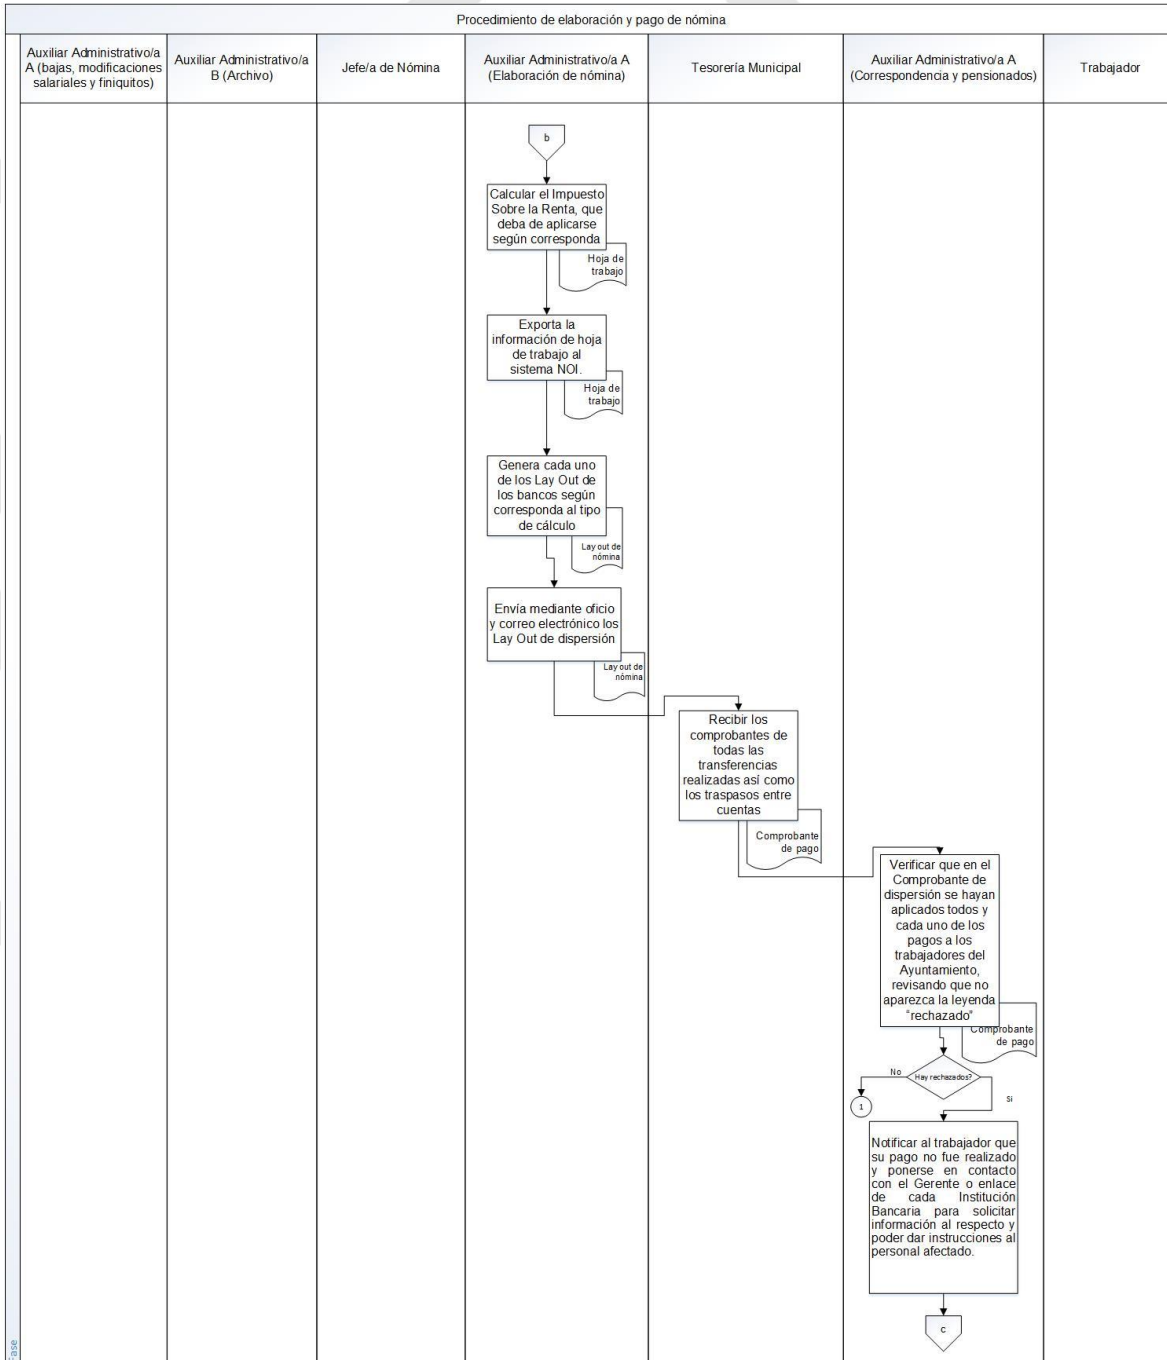 Procedimiento de elaboración y pago de nómina
Auxiliar Administrativo/a
A (bajas, modificaciones
salariales y finiquitos)
Auxiliar Administrativo/a
B (Archivo)
Jefe/a de Nómina
Auxiliar Administrativo/a A
(Elaboración de nómina)
Tesorería Municipal
Auxiliar Administrativo/a A
(Correspondencia y pensionados)
Trabajador
b
Calcular el Impuesto
Sobre la Renta, que
deba de aplicarse
según corresponda
Hoja de
trabajo
Exporta la
información de hoja
de trabajo al
sistema NOI.
Hoja de
trabajo
Genera cada uno
de los Lay Out de
los bancos según
corresponda al tipo
de cálculo
Lay out de
nómina
Envía mediante oficio
y correo electrónico los
Lay Out de dispersión
Lay out de
nómina
Recibir los
comprobantes de
todas las
transferencias
realizadas así como
los traspasos entre
cuentas
Comprobante
de pago
Verificar que en el
Comprobante de
dispersión se hayan
aplicados todos y
cada uno de los
pagos a los
trabajadores del
Ayuntamiento,
revisando que no
aparezca la leyenda
“rechazado”
Comprobante
de pago
Hay rechazados?
No
Si
1
Notificar al trabajador que
su pago no fue realizado
y ponerse en contacto
con el Gerente o enlace
de cada Institución
Bancaria para solicitar
información al respecto y
poder dar instrucciones al
personal afectado.
c
Fase